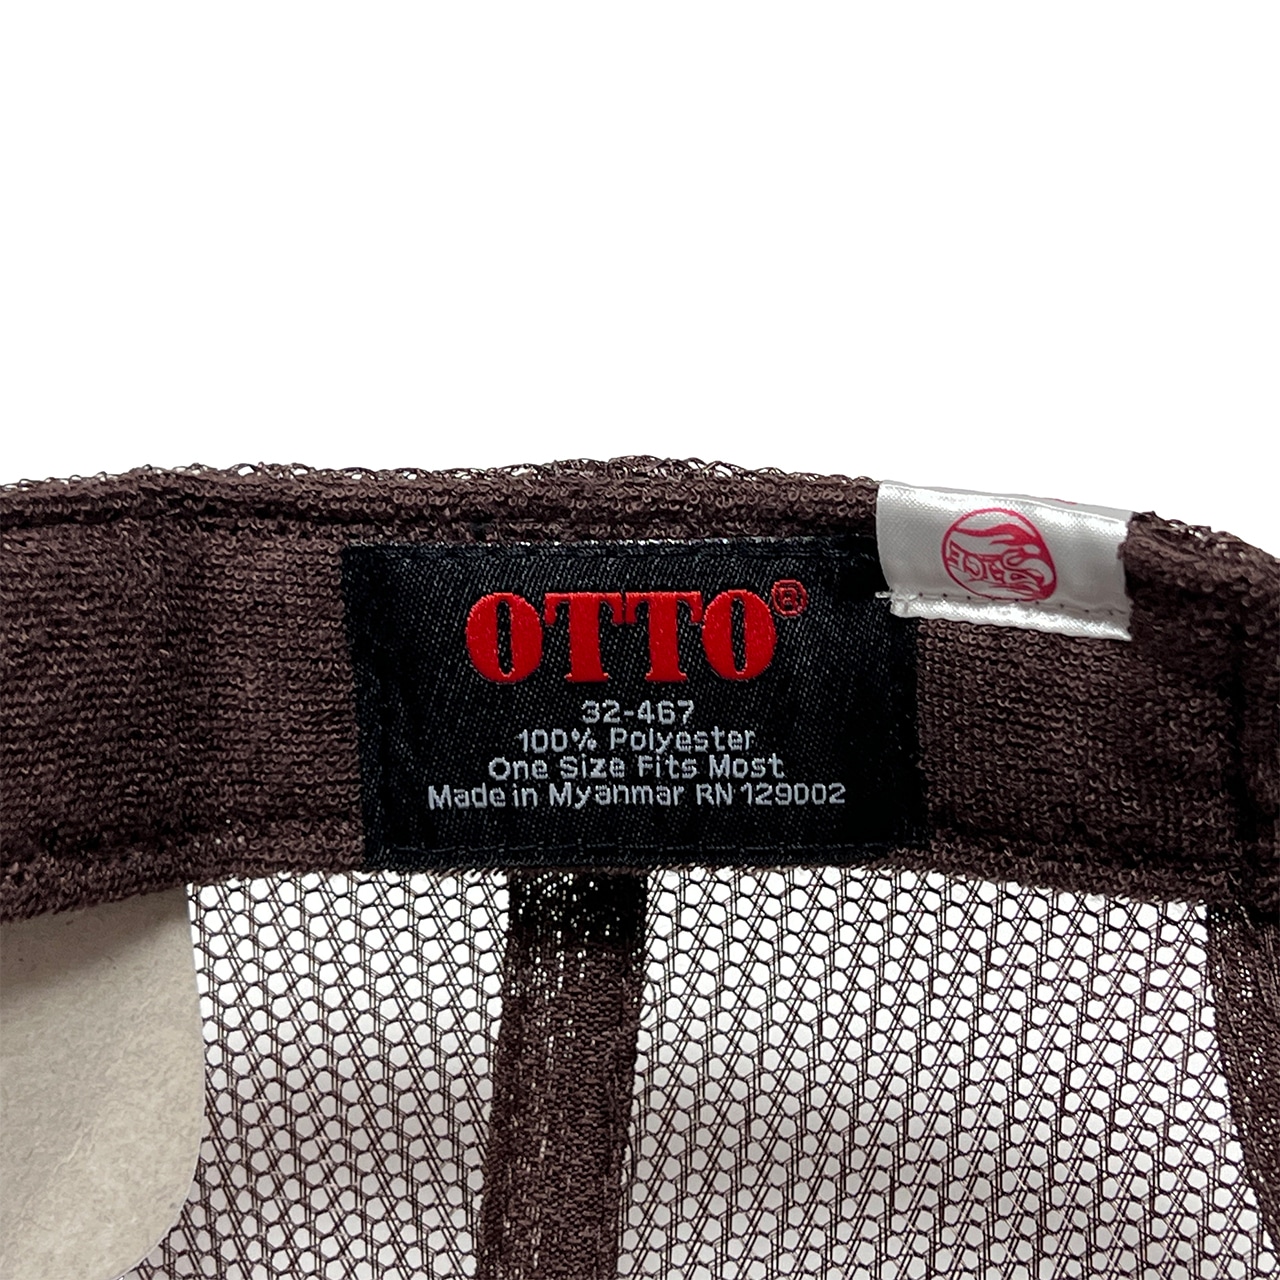 OTTO®
32-467
100% Polyester
One Size Fits Most
Made in Myanmar RN 129002